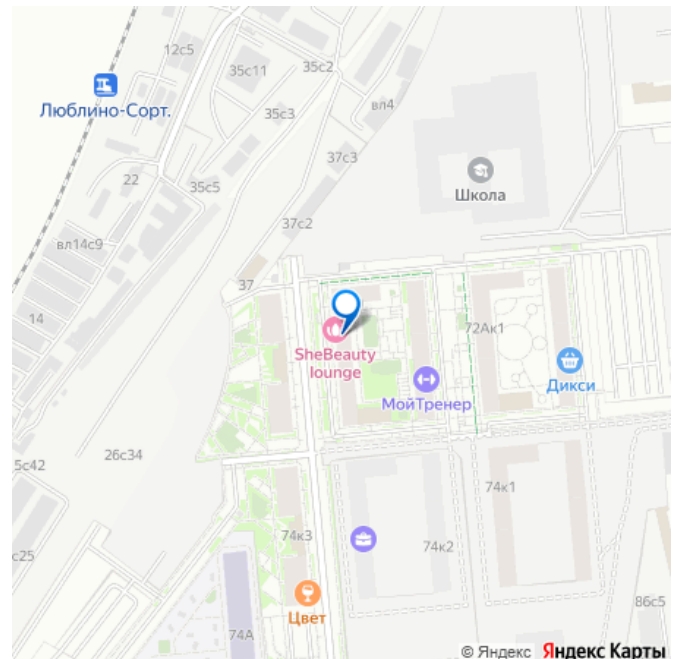 12с5
35с2
35с11
Люблино-Сорт.
35с3
вл4
37с3
Школа
22
35с5
37с2
вл14с9
37
14
72Ак1
SheBeauty
lounge
Дикси
МойТренер
5с42
26с34
74к1
74к3
74к2
с25
Цвет
86с5
74А
© Яндекс Яндекс Карты